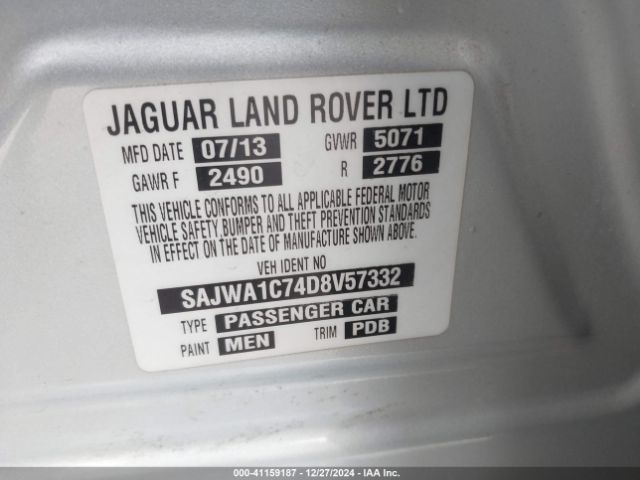 JAGUAR LAND ROVER LTD
MFD DATE 07/13 GVWR 5071
GAWR F 2490 R 2776
THIS VEHICLE CONFORMS TO ALL APPLICABLE FEDERAL MOTOR
VEHICLE SAFETY BUMPER AND THEFT PREVENTION STANDARDS
IN EFFECT ON THE DATE OF MANUFACTURE SHOWN ABOVE.
VEH IDENT NO
SAJWA1C74D8V57332
TYPE PASSENGER CAR
PAINT MEN TRIM PDB
000-41159187 - 12/27/2024 - IAA Inc.